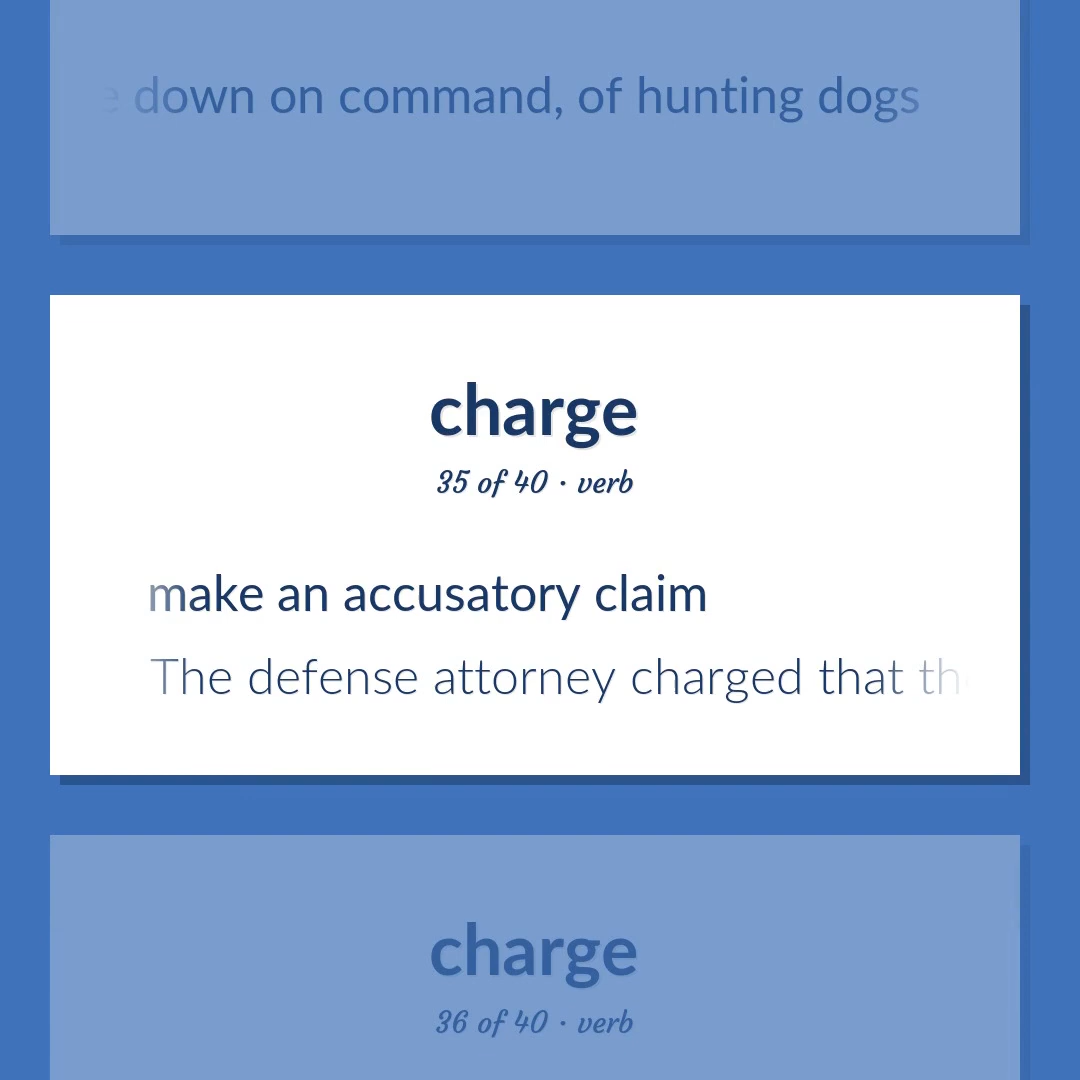 down on command, of hunting dogs
charge
35 of 40 · verb
make an accusatory claim
The defense attorney charged that
charge
36 of 40 · verb